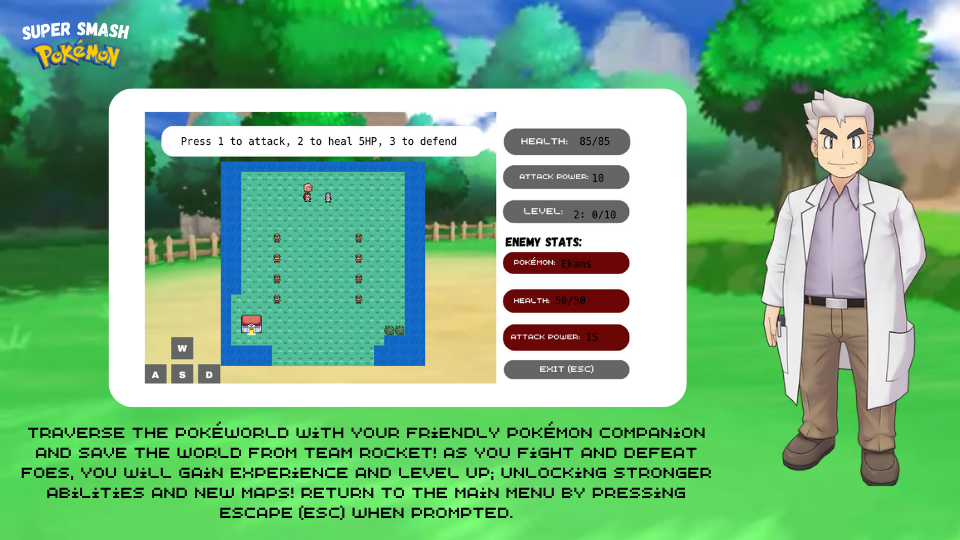 SUPER SMASH
POKéMON
Press 1 to attack, 2 to heal 5HP, 3 to defend
HEALTH: 85/85
ATTACK POWER: 10
LEVEL: 2: 0/10
ENEMY STATS:
POKÉMON: Ekans
HEALTH: 50/50
ATTACK POWER: 15
EXIT (ESC)
W
A S D
TRAVERSE THE POKÉWORLD WITH YOUR FRIENDLY POKÉMON COMPANION
AND SAVE THE WORLD FROM TEAM ROCKET! AS YOU FIGHT AND DEFEAT
FOES, YOU WILL GAIN EXPERIENCE AND LEVEL UP; UNLOCKING STRONGER
ABILITIES AND NEW MAPS! RETURN TO THE MAIN MENU BY PRESSING
ESCAPE (ESC) WHEN PROMPTED.